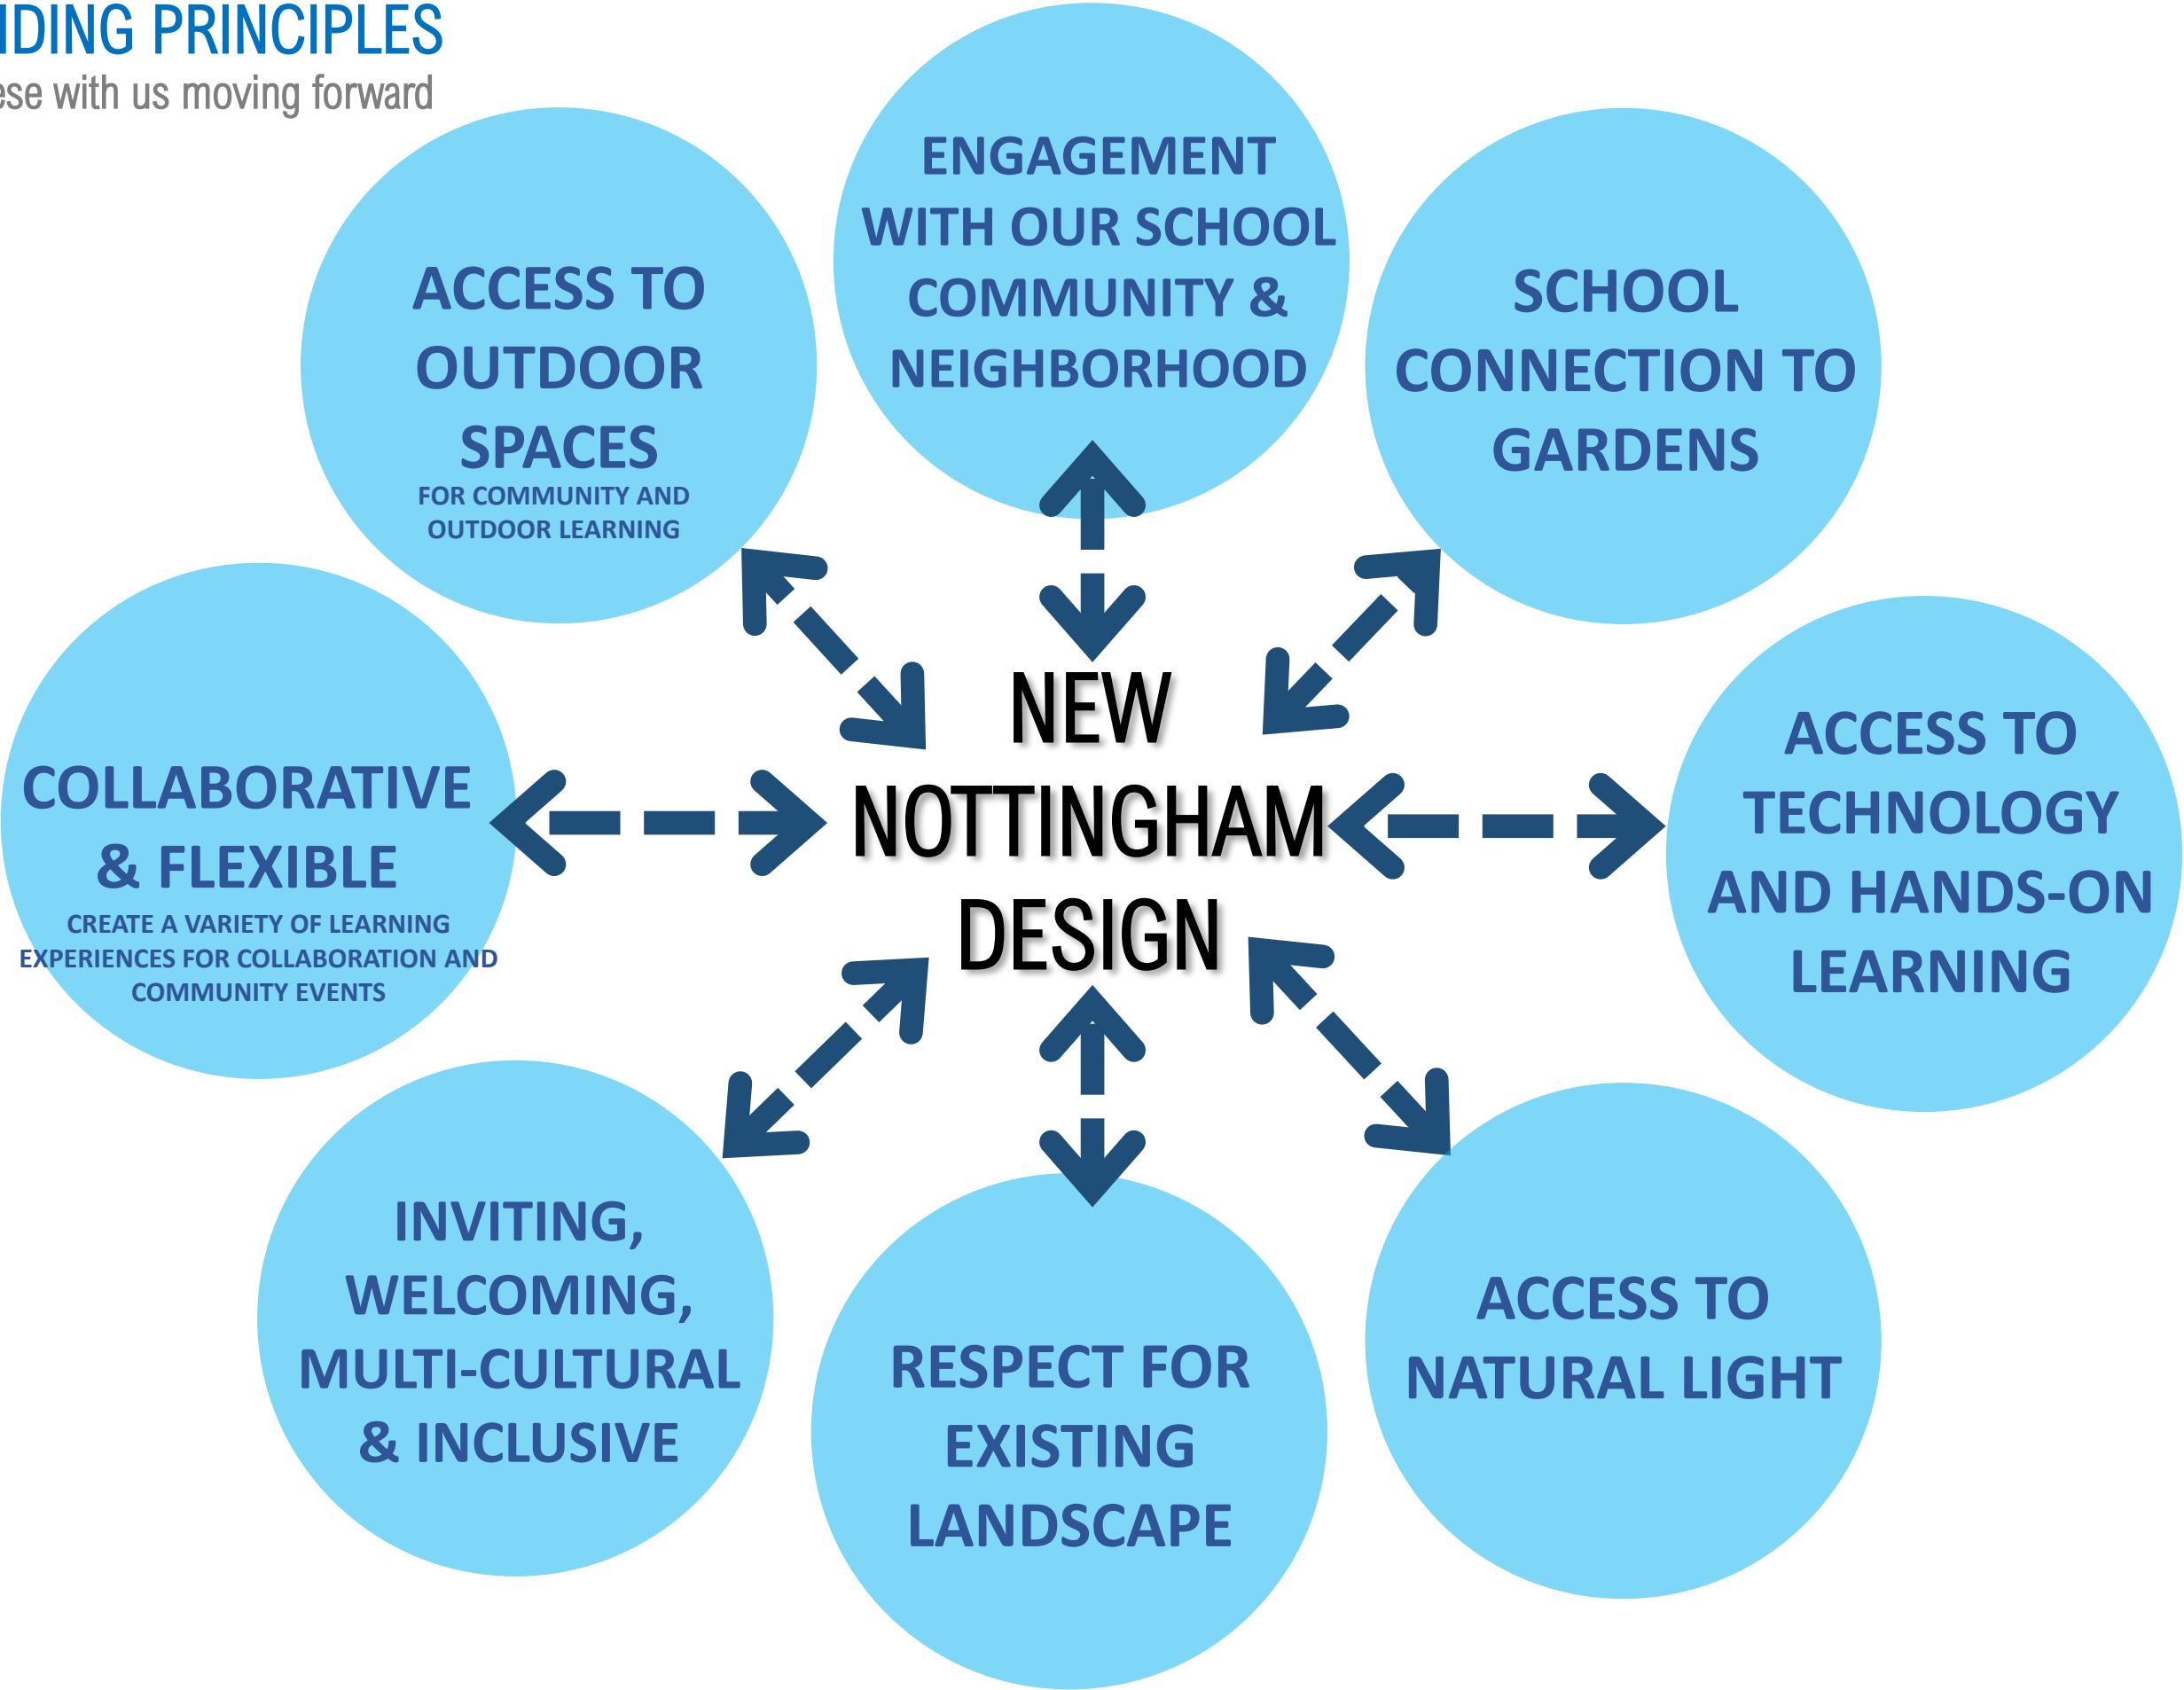 IDING PRINCIPLES
ese with us moving forward
ENGAGEMENT
WITH OUR SCHOOL
COMMUNITY &
NEIGHBORHOOD
ACCESS TO
OUTDOOR
SPACES
FOR COMMUNITY AND
OUTDOOR LEARNING
SCHOOL
CONNECTION TO
GARDENS
COLLABORATIVE
& FLEXIBLE
CREATE A VARIETY OF LEARNING
EXPERIENCES FOR COLLABORATION AND
COMMUNITY EVENTS
NEW
NOTTINGHAM
DESIGN
ACCESS TO
TECHNOLOGY
AND HANDS-ON
LEARNING
INVITING,
WELCOMING,
MULTI-CULTURAL
& INCLUSIVE
RESPECT FOR
EXISTING
LANDSCAPE
ACCESS TO
NATURAL LIGHT